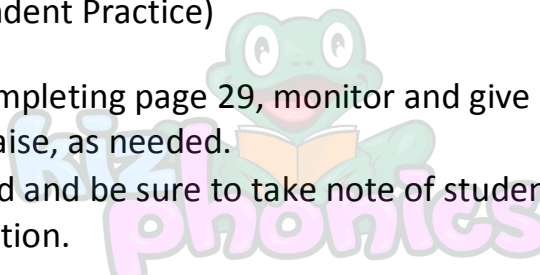 dent Practice)
mpleting page 29, monitor and give
aise, as needed.
d and be sure to take note of studen
tion.
kiz
phonics